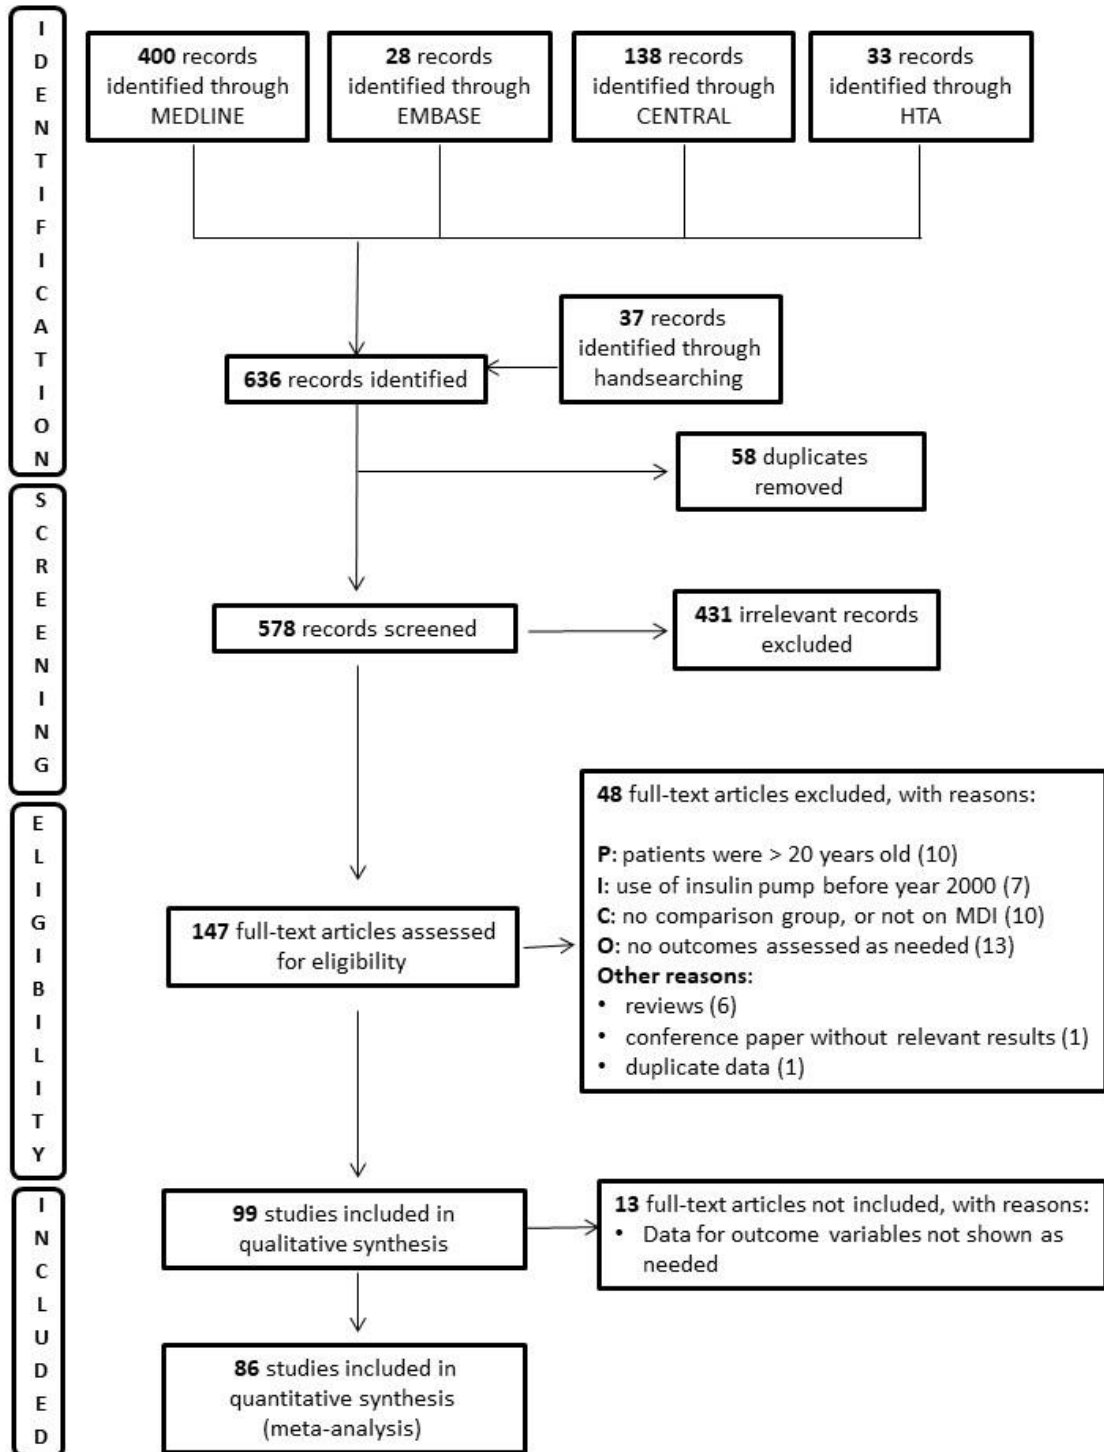 IDENTIFICATION
400 records
identified through
MEDLINE
28 records
identified through
EMBASE
138 records
identified through
CENTRAL
33 records
identified through
HTA
37 records
identified through
handsearching
636 records identified
58 duplicates
removed
SCREENING
578 records screened
431 irrelevant records
excluded
ELIGIBILITY
147 full-text articles assessed
for eligibility
48 full-text articles excluded, with reasons:
P: patients were > 20 years old (10)
I: use of insulin pump before year 2000 (7)
C: no comparison group, or not on MDI (10)
O: no outcomes assessed as needed (13)
Other reasons:
• reviews (6)
• conference paper without relevant results (1)
• duplicate data (1)
INCLUDED
99 studies included in
qualitative synthesis
13 full-text articles not included, with reasons:
• Data for outcome variables not shown as
needed
86 studies included in
quantitative synthesis
(meta-analysis)